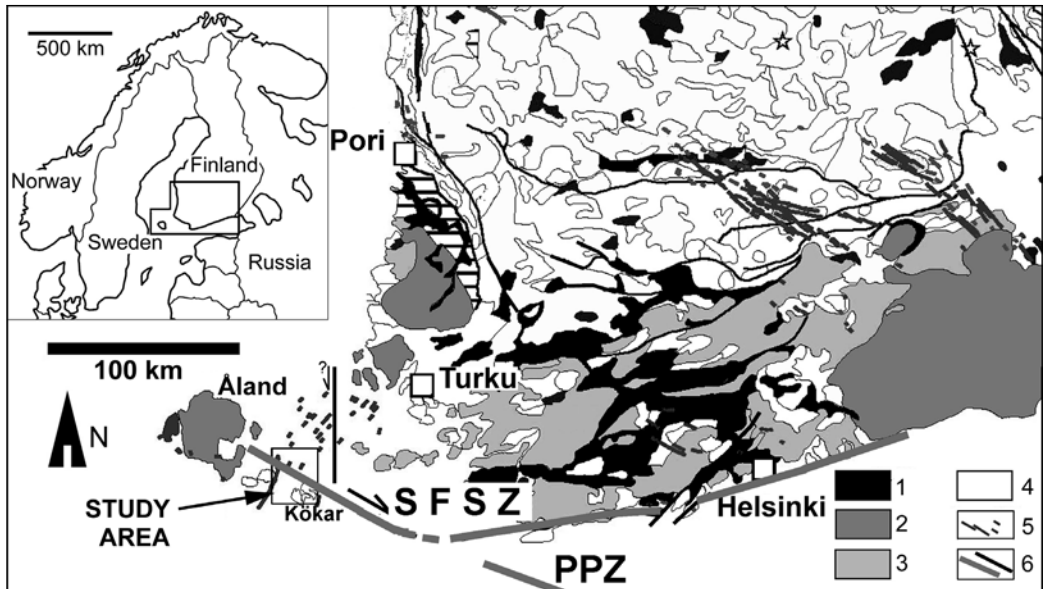 500 km
Norway
Finland
Sweden
Russia
Pori
100 km
Åland
?
Turku
N
STUDY
AREA
Kökar
S F S Z
Helsinki
PPZ
1
2
3
4
5
6